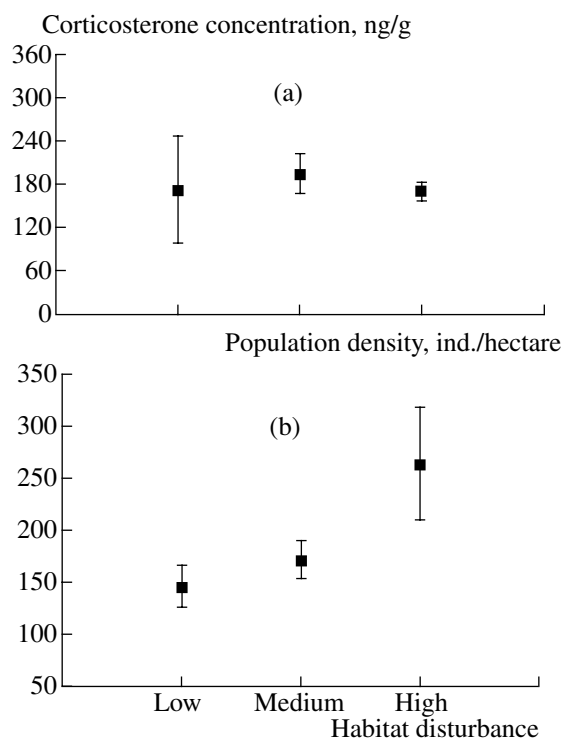 Corticosterone concentration, ng/g
360
300
240
180
120
60
0
(a)
Population density, ind./hectare
350
300
250
200
150
100
50
(b)
Low Medium High
Habitat disturbance